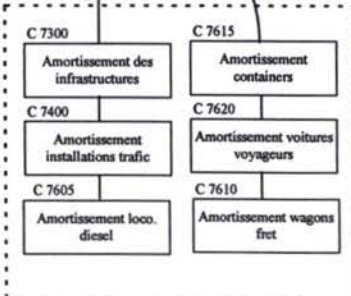 C 7300
Amortissement des
infrastructures
C 7400
Amortissement
installations trafic
C 7605
Amortissement loco.
diesel
C 7615
Amortissement
containers
C 7620
Amortissement voitures
voyageurs
C 7610
Amortissement wagons
fret